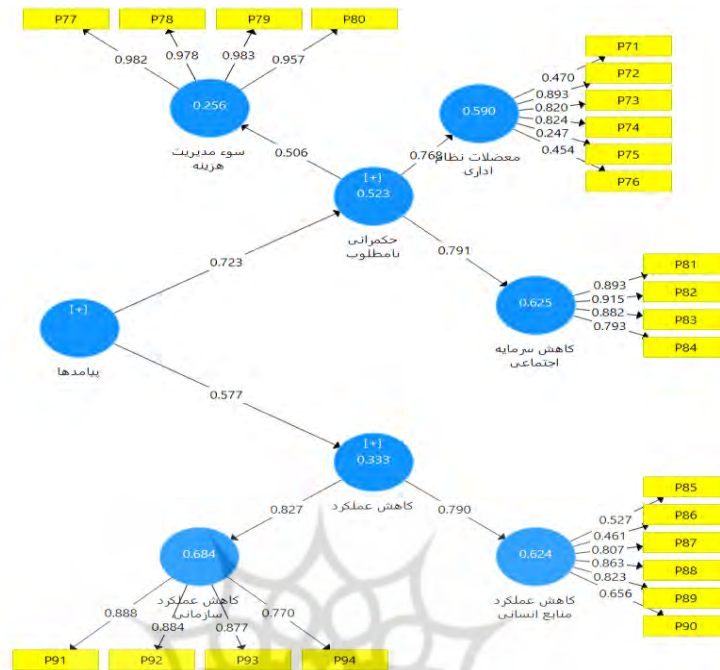 P77
P78
P79
P80
0.982
0.978
0.983
0.957
0.256
سوء مدیریت
هزینه
0.506
P71
P72
P73
P74
P75
P76
0.470
0.893
0.820
0.824
0.247
0.454
0.590
معضلات نظام
اداری
0.768
[+]
0.523
حکمرانی
نامطلوب
0.723
0.791
P81
P82
P83
P84
0.893
0.915
0.882
0.793
0.625
کاهش سرمایه
اجتماعی
[+]
پیامدها
0.577
[+]
0.333
کاهش عملکرد
0.827
0.790
P85
P86
P87
P88
P89
P90
0.527
0.461
0.807
0.863
0.823
0.656
0.684
کاهش عملکرد
سازمانی
0.624
کاهش عملکرد
منابع انسانی
0.888
0.884
0.877
0.770
P91
P92
P93
P94